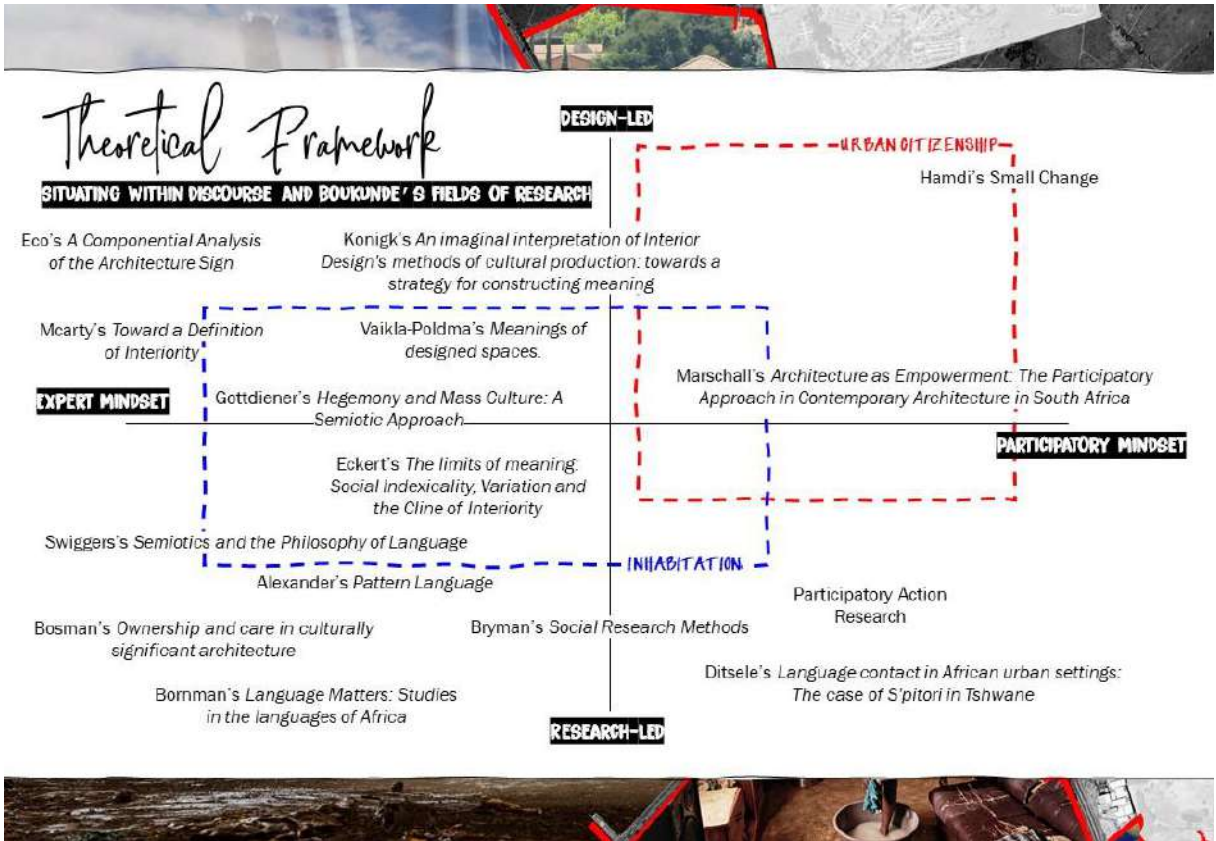 Theoretical Framework
SITUATING WITHIN DISCOURSE AND BOUKUNDE'S FIELDS OF RESEARCH
DESIGN-LED
URBAN CITIZENSHIP
Hamdi's Small Change
Eco's A Componential Analysis
of the Architecture Sign
Konigk's An imaginal interpretation of Interior
Design's methods of cultural production: towards a
strategy for constructing meaning
Mcarty's Toward a Definition
of Interiority
Vaikla-Poldma's Meanings of
designed spaces.
EXPERT MINDSET
Gottdiener's Hegemony and Mass Culture: A
Semiotic Approach
Marschall's Architecture as Empowerment: The Participatory
Approach in Contemporary Architecture in South Africa
PARTICIPATORY MINDSET
Eckert's The limits of meaning:
Social Indexicality, Variation and
the Cline of Interiority
Swiggers's Semiotics and the Philosophy of Language
INHABITATION
Alexander's Pattern Language
Participatory Action
Research
Bosman's Ownership and care in culturally
significant architecture
Bryman's Social Research Methods
Ditsele's Language contact in African urban settings:
The case of S'pitori in Tshwane
Bornman's Language Matters: Studies
in the languages of Africa
RESEARCH-LED